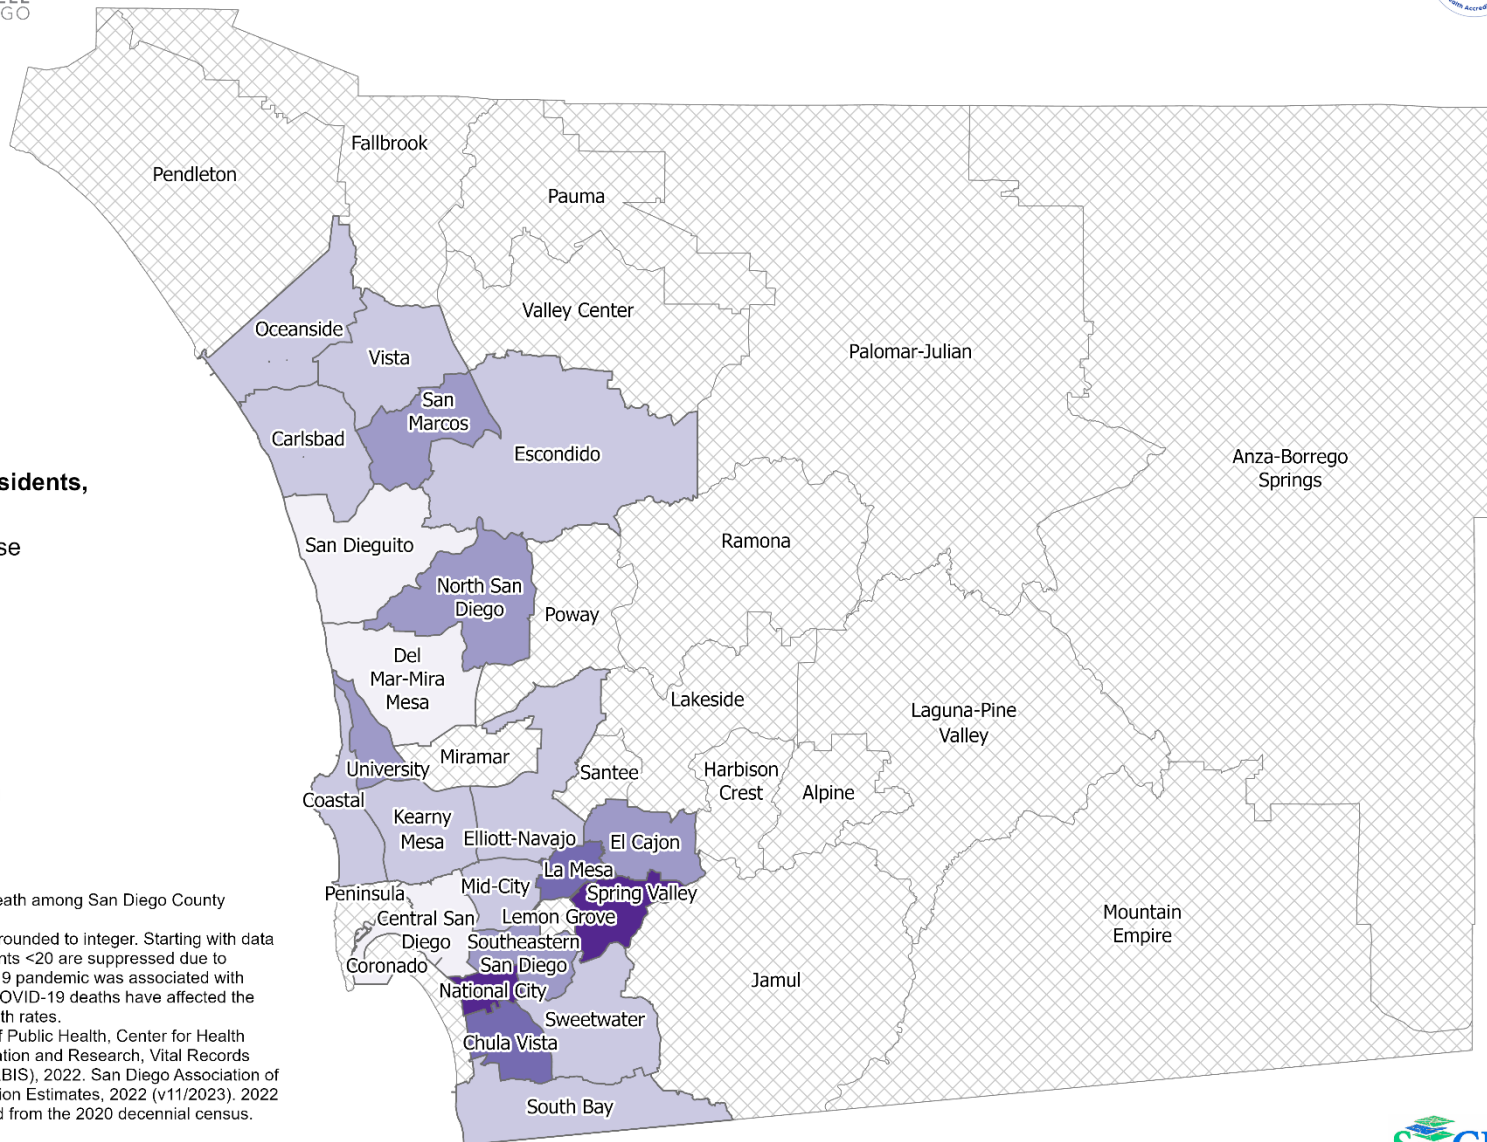 GO
Health Accred
Fallbrook
Pendleton
Pauma
Valley Center
Oceanside
Vista
Palomar-Julian
San
Marcos
Carlsbad
Escondido
Anza-Borrego
Springs
sidents,
se
San Dieguito
Ramona
North San
Diego
Poway
Del
Mar-Mira
Mesa
Lakeside
Laguna-Pine
Valley
Miramar
University
Santee
Harbison
Crest
Alpine
Coastal
Kearny
Mesa
Elliott-Navajo
El Cajon
La Mesa
Mid-City
Spring Valley
Peninsula
Central San
Diego
Lemon Grove
Southeastern
San Diego
Coronado
National City
Mountain
Empire
Jamul
Sweetwater
Chula Vista
South Bay
eath among San Diego County
rounded to integer. Starting with data
nts <20 are suppressed due to
9 pandemic was associated with
OVID-19 deaths have affected the
th rates.
f Public Health, Center for Health
ation and Research, Vital Records
BIS), 2022. San Diego Association of
ion Estimates, 2022 (v11/2023). 2022
d from the 2020 decennial census.